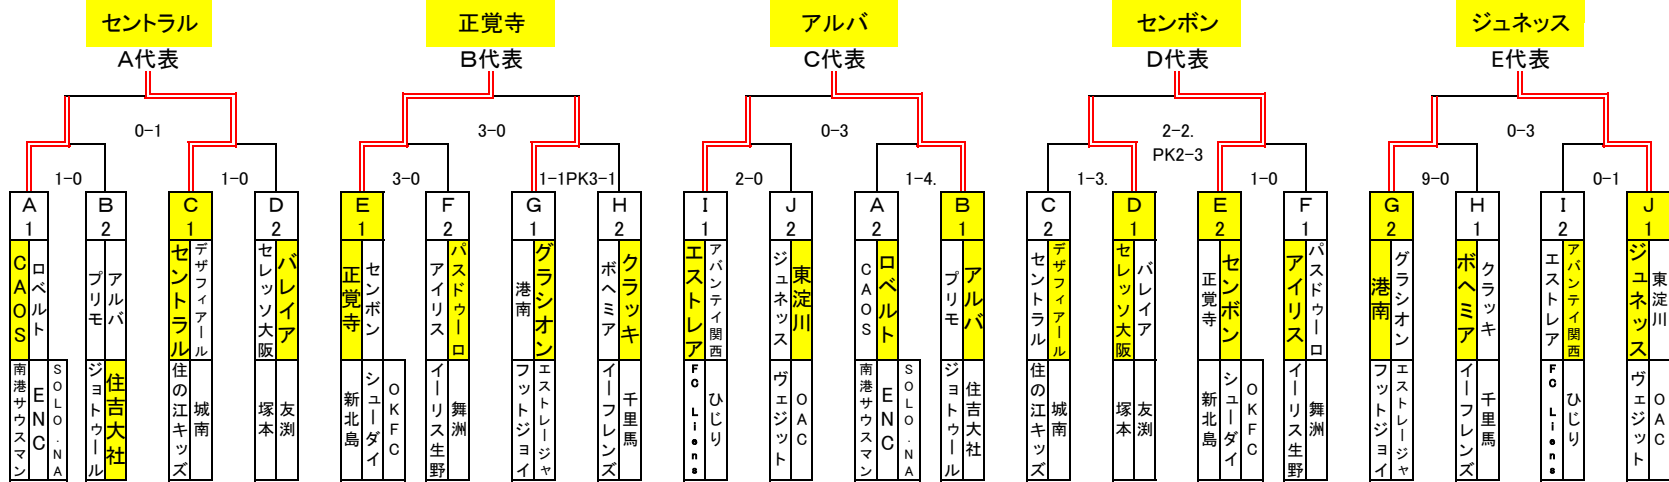 セントラル
正覚寺
アルバ
センボン
ジュネッス
A代表
B代表
C代表
D代表
E代表
0-1
3-0
0-3
2-2.
PK2-3
0-3
1-0
1-0
3-0
1-1PK3-1
2-0
1-4.
1-3.
1-0
9-0
0-1
A
1
B
2
C
1
D
2
E
1
F
2
G
1
H
2
I
1
J
2
A
2
B
1
C
2
D
1
E
2
F
1
G
2
H
1
I
2
J
1
CAOS
ロベルト
プリモ
アルバ
セントラル
デザフィアール
セレッソ大阪
バレイア
正覚寺
センボン
アイリス
パスドゥーロ
港南
グラシオン
ボヘミア
クラッキ
エストレア
アバンティ関西
ジュネッス
東淀川
CAOS
ロベルト
プリモ
アルバ
セントラル
デザフィアール
セレッソ大阪
バレイア
正覚寺
センボン
アイリス
パスドゥーロ
港南
グラシオン
ボヘミア
クラッキ
エストレア
アバンティ関西
ジュネッス
東淀川
南港サウスマン
ENC
SOLO.NA
ジョトゥール
住吉大社
住の江キッズ
城南
塚本
友渕
新北島
シューダイ
OKFC
イーリス生野
舞洲
フットジョイ
エストレージャ
イーフレンズ
千里馬
FC Liens
ひじり
ヴェジット
OAC
南港サウスマン
ENC
SOLO.NA
ジョトゥール
住吉大社
住の江キッズ
城南
塚本
友渕
新北島
シューダイ
OKFC
イーリス生野
舞洲
フットジョイ
エストレージャ
イーフレンズ
千里馬
FC Liens
ひじり
ヴェジット
OAC